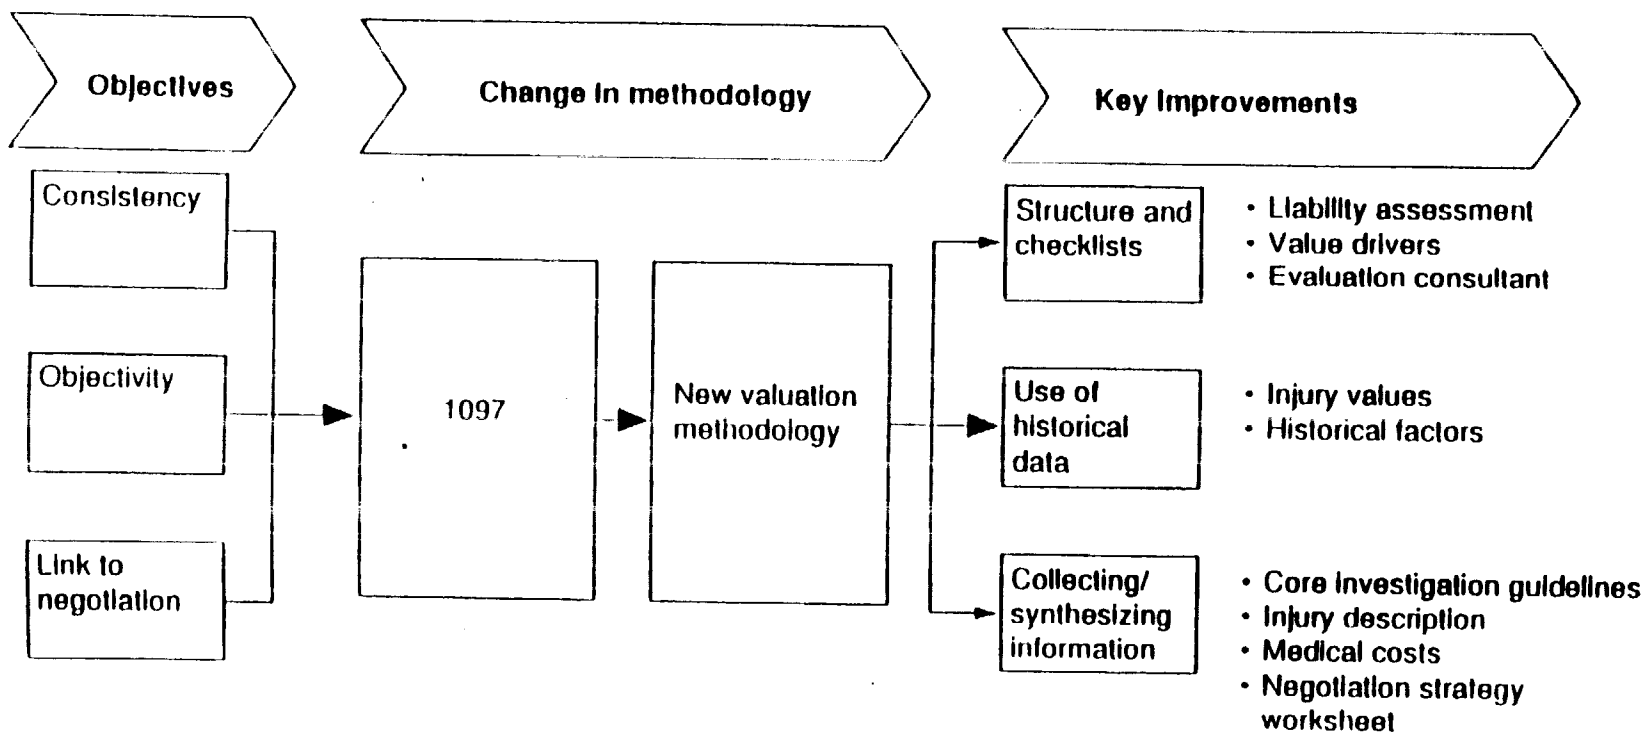 Objectives
Change in methodology
Key improvements
Consistency
Objectivity
Link to
negotiation
1097
New valuation
methodology
Structure and
checklists
• Liability assessment
• Value drivers
• Evaluation consultant
Use of
historical
data
• Injury values
• Historical factors
Collecting/
synthesizing
information
• Core investigation guidelines
• Injury description
• Medical costs
• Negotiation strategy
worksheet